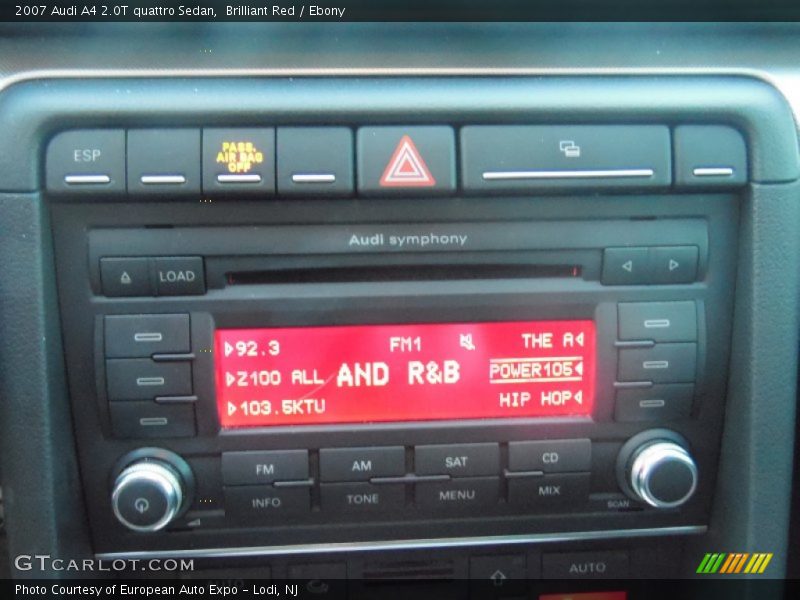 2007 Audi A4 2.0T quattro Sedan,  Brilliant Red / Ebony
ESP
PASS.
AIR BAG
OFF
Audi symphony
LOAD
92.3
FM1
THE A
Z100 ALL
AND R&B
POWER105
103.5KTU
HIP HOP
FM
AM
SAT
CD
INFO
TONE
MENU
MIX
SCAN
AUTO
GTCARLOT.COM
Photo Courtesy of European Auto Expo - Lodi, NJ